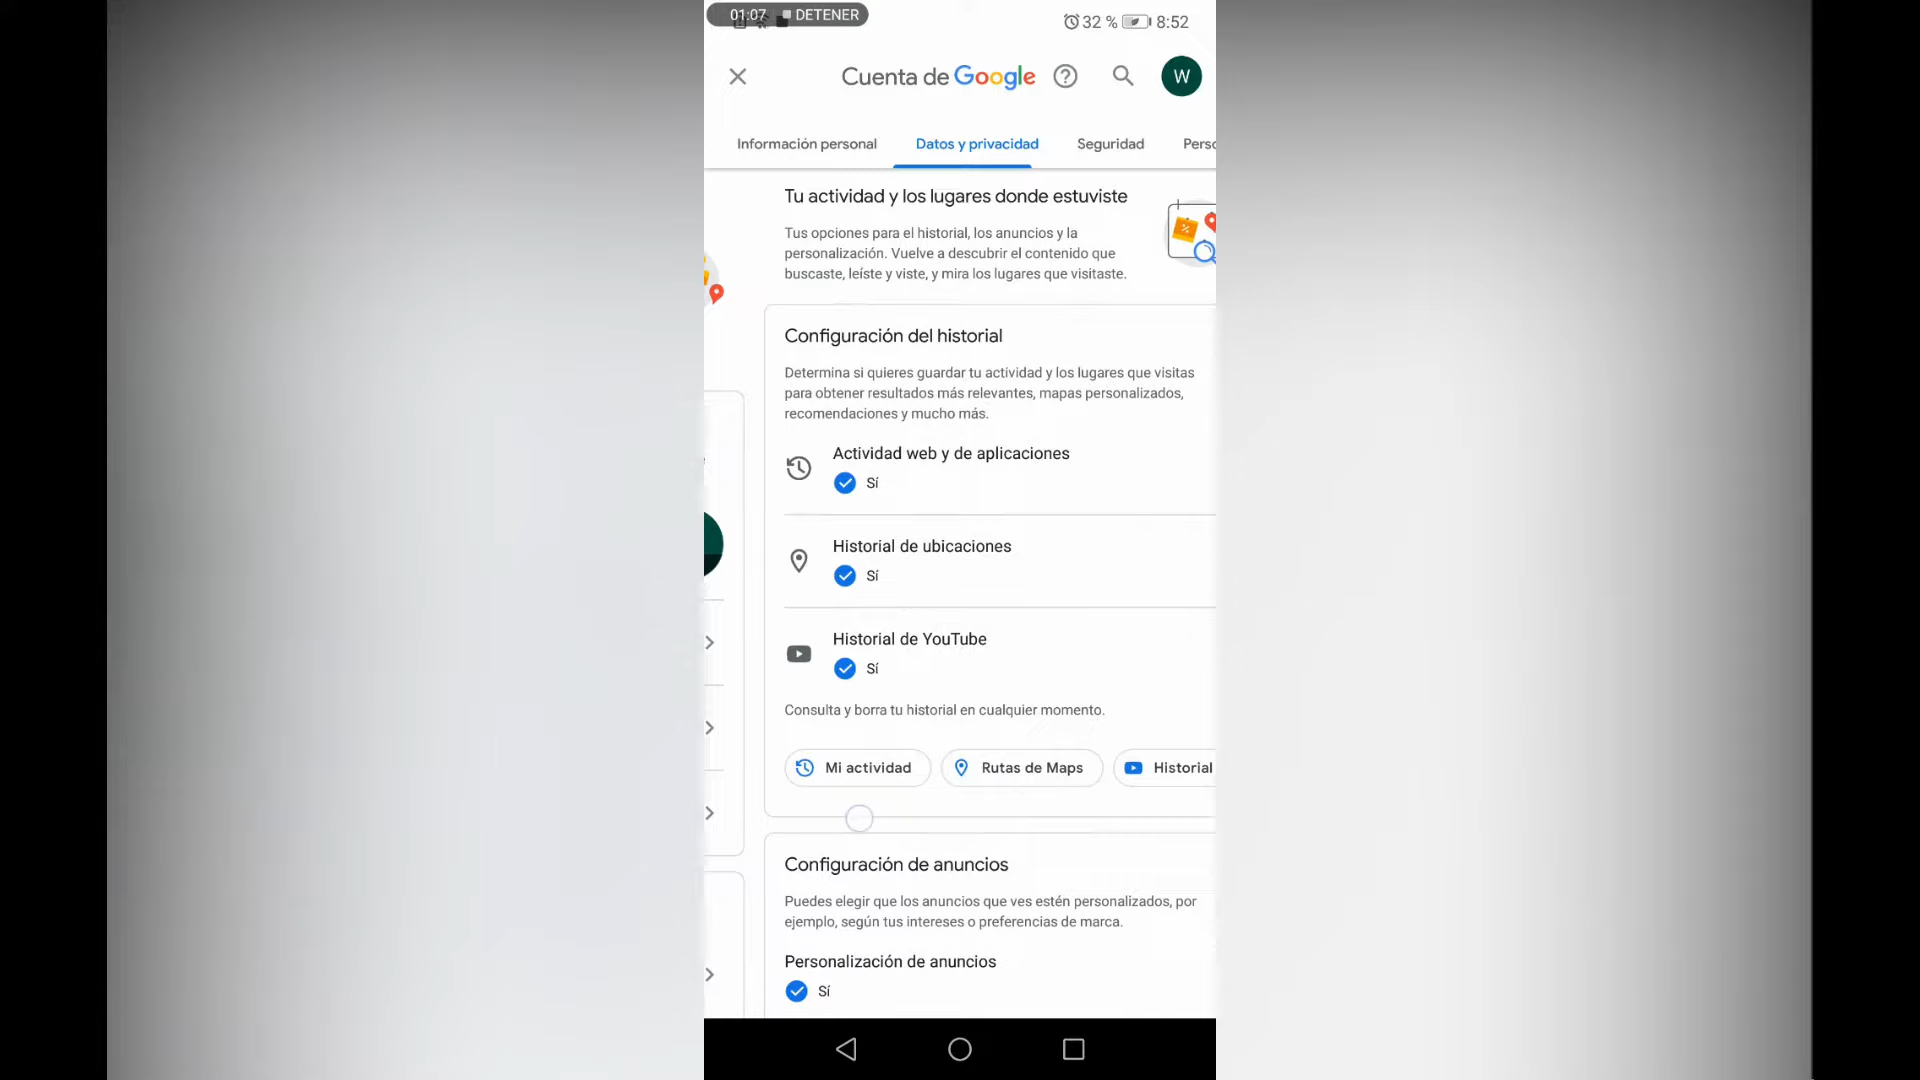 01:07 DETENER
32 % 8:52
Cuenta de Google
W
Información personal
Datos y privacidad
Seguridad
Perso
Tu actividad y los lugares donde estuviste
Tus opciones para el historial, los anuncios y la
personalización. Vuelve a descubrir el contenido que
buscaste, leíste y viste, y mira los lugares que visitaste.
Configuración del historial
Determina si quieres guardar tu actividad y los lugares que visitas
para obtener resultados más relevantes, mapas personalizados,
recomendaciones y mucho más.
Actividad web y de aplicaciones
Sí
Historial de ubicaciones
Sí
Historial de YouTube
Sí
Consulta y borra tu historial en cualquier momento.
Mi actividad
Rutas de Maps
Historial
Configuración de anuncios
Puedes elegir que los anuncios que ves estén personalizados, por
ejemplo, según tus intereses o preferencias de marca.
Personalización de anuncios
Sí